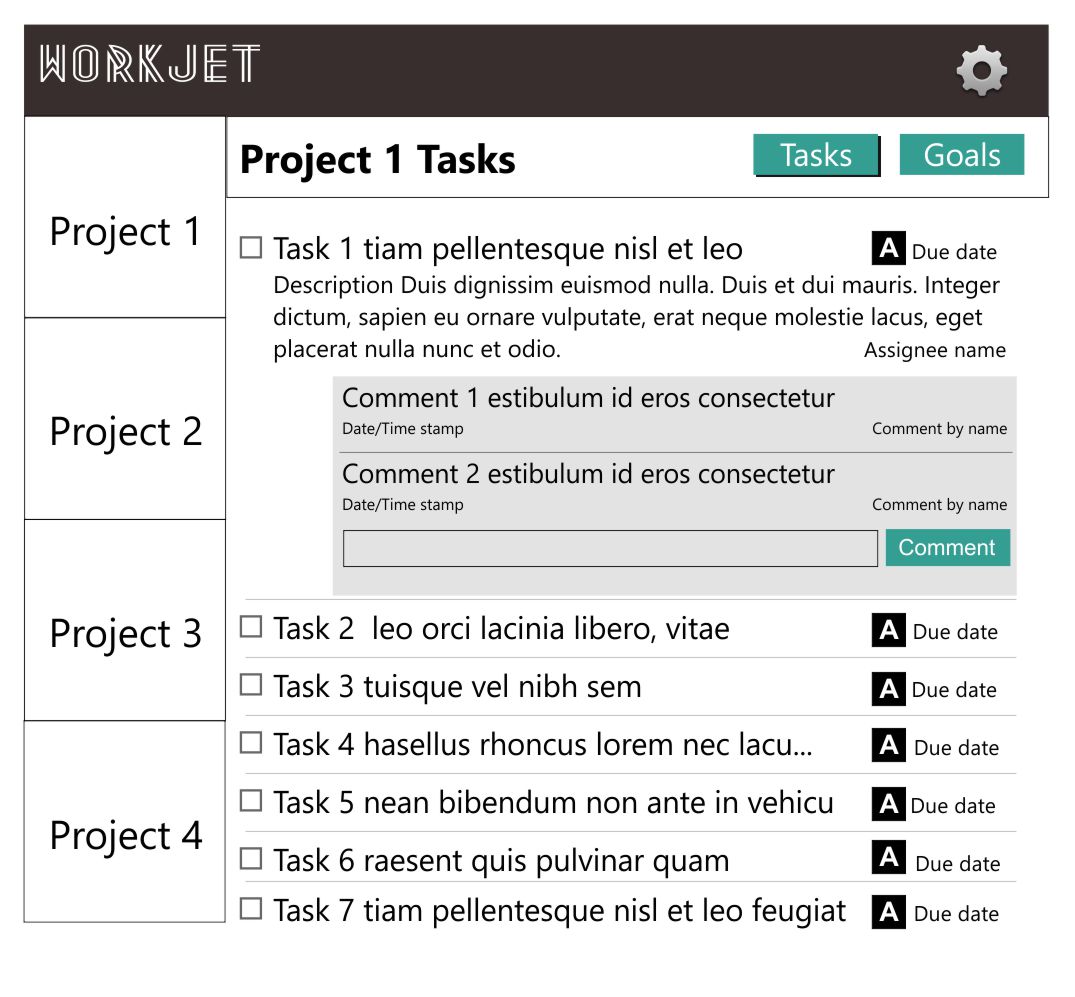 WORKJET
Project 1 Tasks
Tasks
Goals
Project 1
Project 2
Project 3
Project 4
Task 1 tiam pellentesque nisl et leo
A Due date
Description Duis dignissim euismod nulla. Duis et dui mauris. Integer
dictum, sapien eu ornare vulputate, erat neque molestie lacus, eget
placerat nulla nunc et odio.
Assignee name
Comment 1 estibulum id eros consectetur
Date/Time stamp
Comment by name
Comment 2 estibulum id eros consectetur
Date/Time stamp
Comment by name
Comment
Task 2  leo orci lacinia libero, vitae
A Due date
Task 3 tuisque vel nibh sem
A Due date
Task 4 hasellus rhoncus lorem nec lacu...
A Due date
Task 5 nean bibendum non ante in vehicu
A Due date
Task 6 raesent quis pulvinar quam
A Due date
Task 7 tiam pellentesque nisl et leo feugiat
A Due date